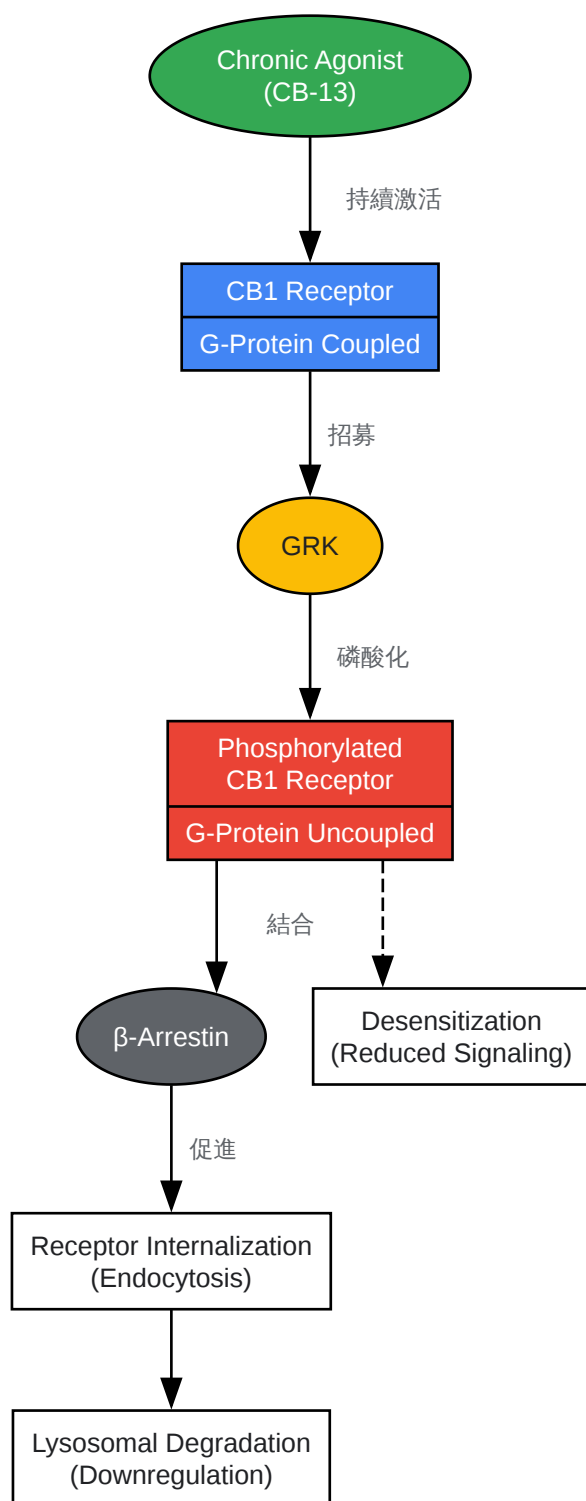 Chronic Agonist
(CB-13)
持續激活
CB1 Receptor
G-Protein Coupled
招募
GRK
磷酸化
Phosphorylated
CB1 Receptor
G-Protein Uncoupled
結合
β-Arrestin
Desensitization
(Reduced Signaling)
促進
Receptor Internalization
(Endocytosis)
Lysosomal Degradation
(Downregulation)